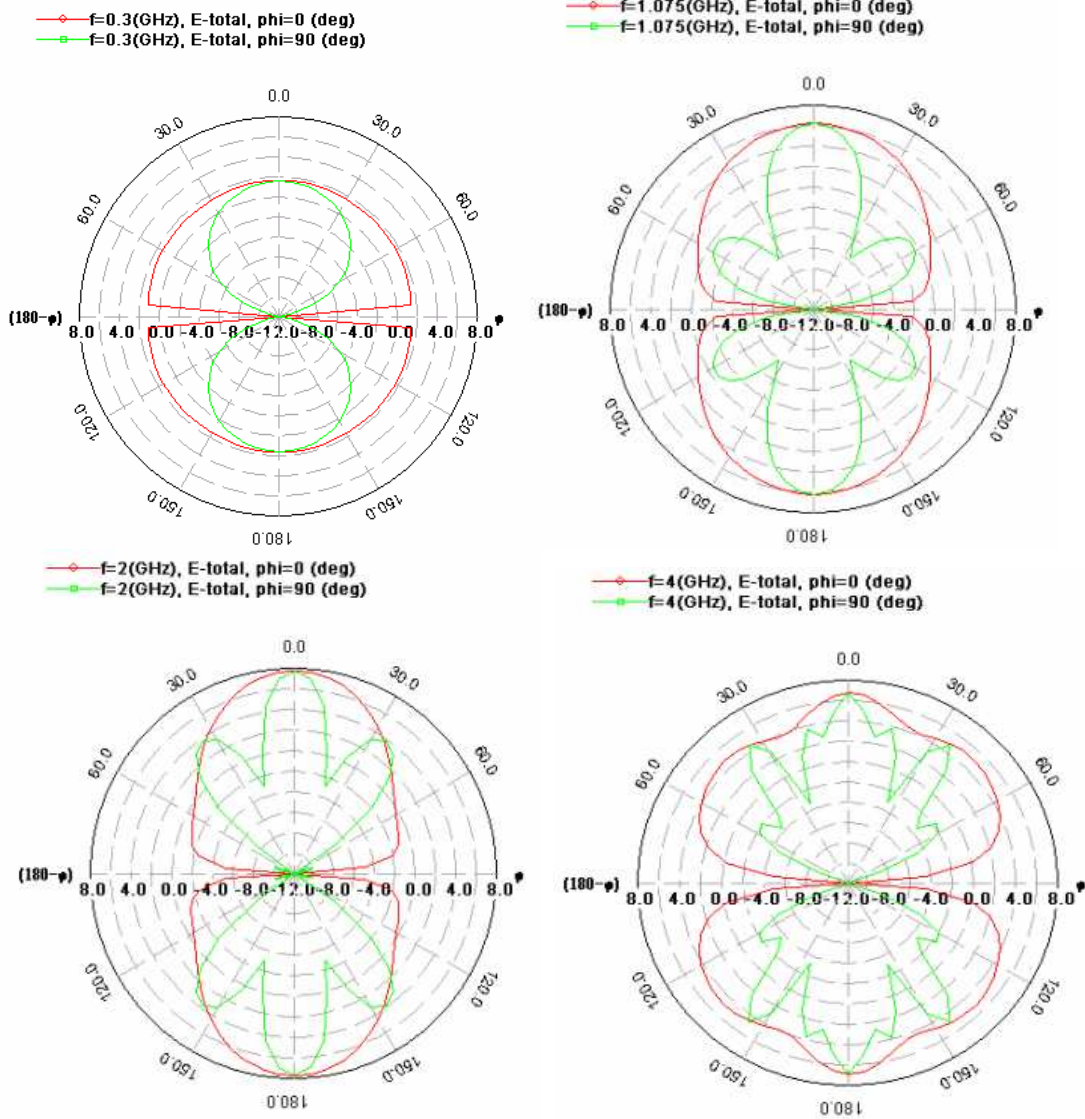 f=0.3(GHz), E-total, phi=0 (deg)
f=0.3(GHz), E-total, phi=90 (deg)
0.0
30.0 30.0
60.0 60.0
(180-φ) φ
8.0 4.0 0.0 -4.0 -8.0 -12.0 -8.0 -4.0 0.0 4.0 8.0
120.0 120.0
150.0 150.0
180.0
f=1.075(GHz), E-total, phi=0 (deg)
f=1.075(GHz), E-total, phi=90 (deg)
0.0
30.0 30.0
60.0 60.0
(180-φ) φ
8.0 4.0 0.0 -4.0 -8.0 -12.0 -8.0 -4.0 0.0 4.0 8.0
120.0 120.0
150.0 150.0
180.0
f=2(GHz), E-total, phi=0 (deg)
f=2(GHz), E-total, phi=90 (deg)
0.0
30.0 30.0
60.0 60.0
(180-φ) φ
8.0 4.0 0.0 -4.0 -8.0 -12.0 -8.0 -4.0 0.0 4.0 8.0
120.0 120.0
150.0 150.0
180.0
f=4(GHz), E-total, phi=0 (deg)
f=4(GHz), E-total, phi=90 (deg)
0.0
30.0 30.0
60.0 60.0
(180-φ) φ
8.0 4.0 0.0 -4.0 -8.0 -12.0 -8.0 -4.0 0.0 4.0 8.0
120.0 120.0
150.0 150.0
180.0